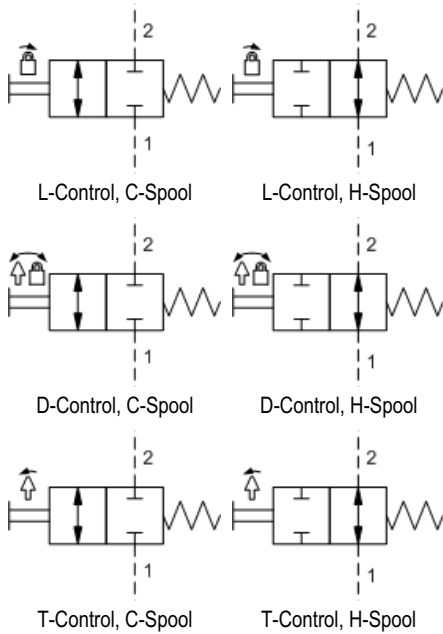 2
2
1
1
L-Control, C-Spool
L-Control, H-Spool
2
2
1
1
D-Control, C-Spool
D-Control, H-Spool
2
2
1
1
T-Control, C-Spool
T-Control, H-Spool